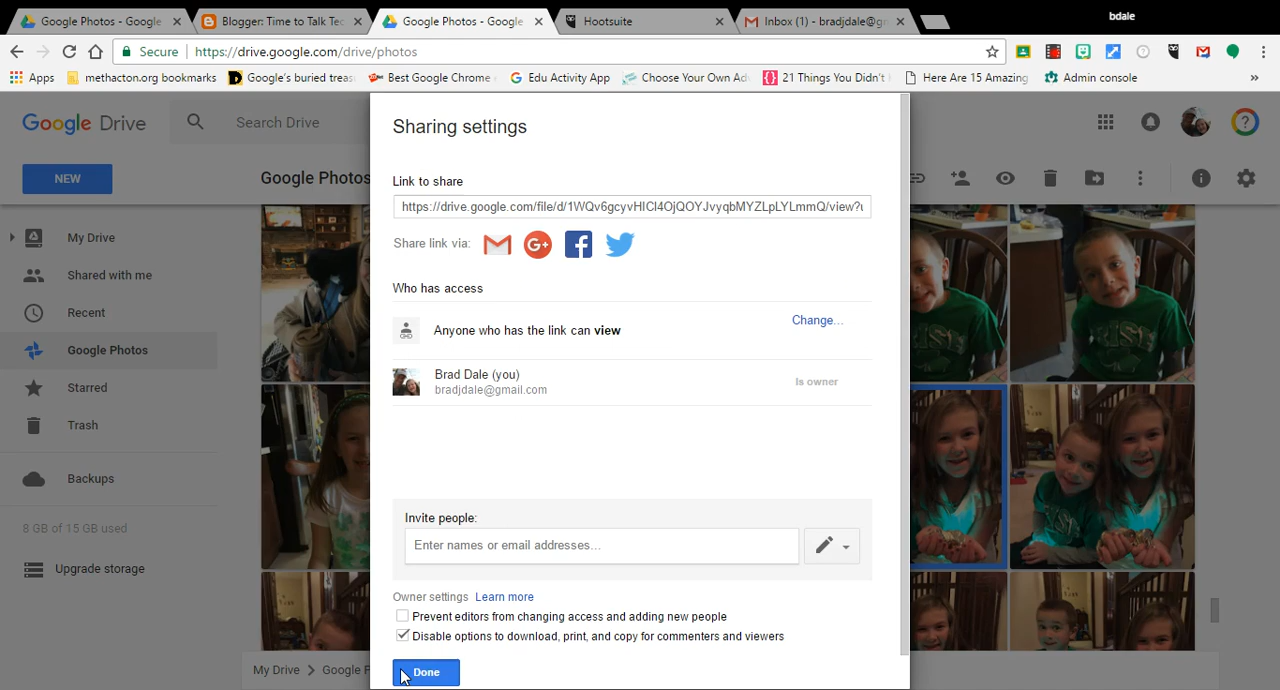 bdale
Google Photos - Google
Blogger: Time to Talk Tec
Google Photos - Google
Hootsuite
Inbox (1) - bradjdale@gm
Secure
https://drive.google.com/drive/photos
Apps
methacton.org bookmarks
Google's buried treas
Best Google Chrome
Edu Activity App
Choose Your Own Ad
21 Things You Didn't
Here Are 15 Amazing
Admin console
»
Google Drive
Search Drive
NEW
Google Photos
My Drive
Shared with me
Recent
Google Photos
Starred
Trash
Backups
8 GB of 15 GB used
Upgrade storage
Sharing settings
Link to share
Share link via:
Who has access
Anyone who has the link can view
Change...
Brad Dale (you)
bradjdale@gmail.com
Is owner
Invite people:
Enter names or email addresses...
Owner settings Learn more
Prevent editors from changing access and adding new people
Disable options to download, print, and copy for commenters and viewers
Done
My Drive > Google P